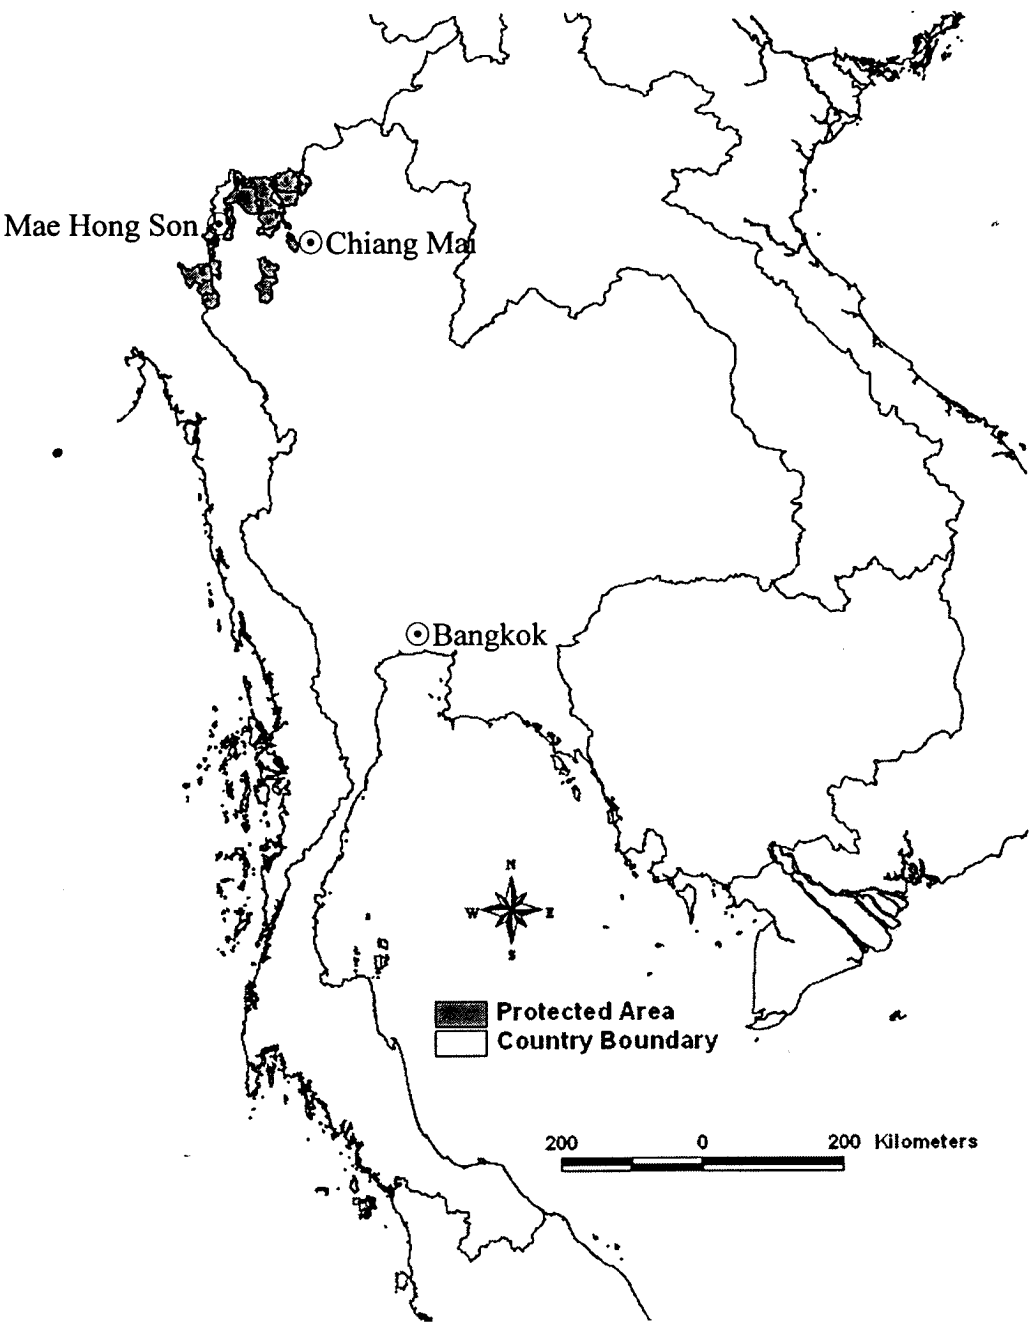 Mae Hong Son
Chiang Mai
Bangkok
N
W E
S
Protected Area
Country Boundary
200 0 200 Kilometers